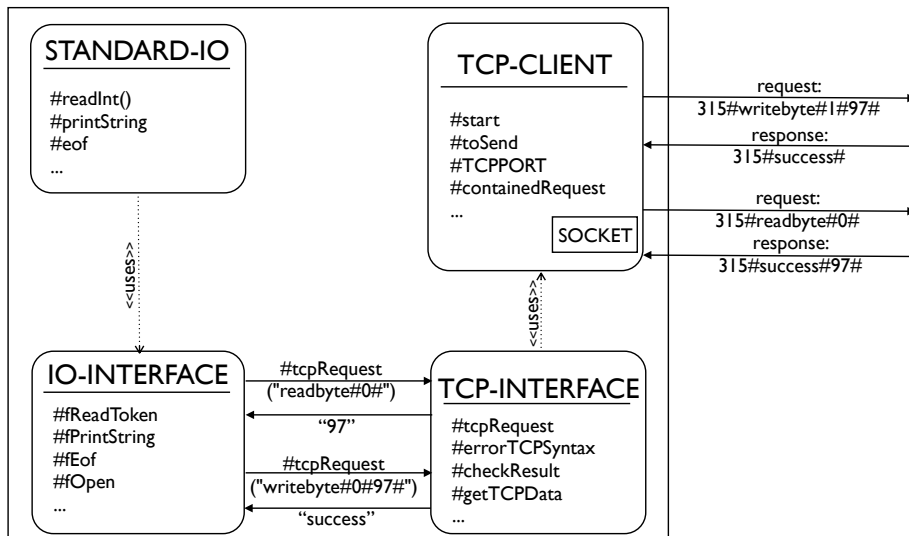 STANDARD-IO
#readInt()
#printString
#eof
...
<<uses>>
IO-INTERFACE
#fReadToken
#fPrintString
#fEof
#fOpen
...
#tcpRequest
("readbyte#0#")
“97”
#tcpRequest
("writebyte#0#97#")
“success”
TCP-CLIENT
#start
#toSend
#TCPPORT
#containedRequest
...
SOCKET
<<uses>>
TCP-INTERFACE
#tcpRequest
#errorTCPSyntax
#checkResult
#getTCPData
...
request:
315#writebyte#1#97#
response:
315#success#
request:
315#readbyte#0#
response:
315#success#97#